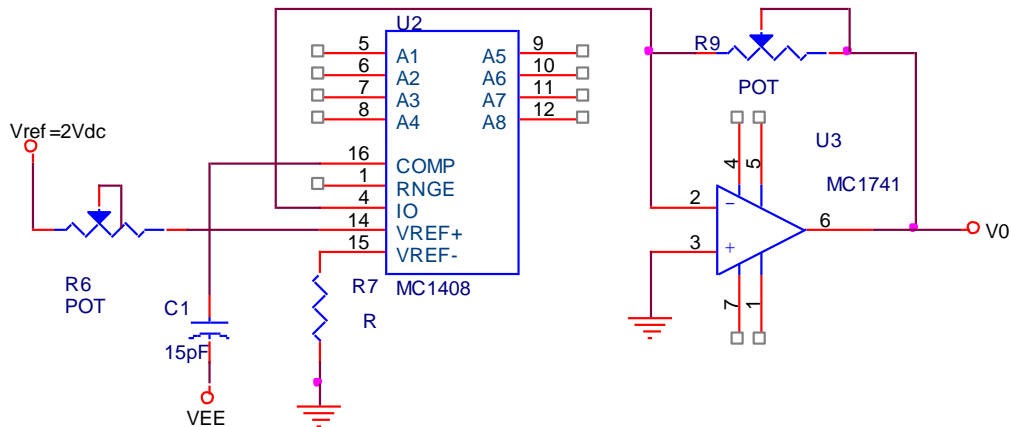 U2
5 A1 A5 9
6 A2 A6 10
7 A3 A7 11
8 A4 A8 12
16 COMP
1 RNGE
4 IO
14 VREF+
15 VREF-
MC1408
Vref=2Vdc
R6
POT
C1
15pF
VEE
R7
R
R9
POT
U3
MC1741
4 5
2 −
3 +
6
7 1
V0